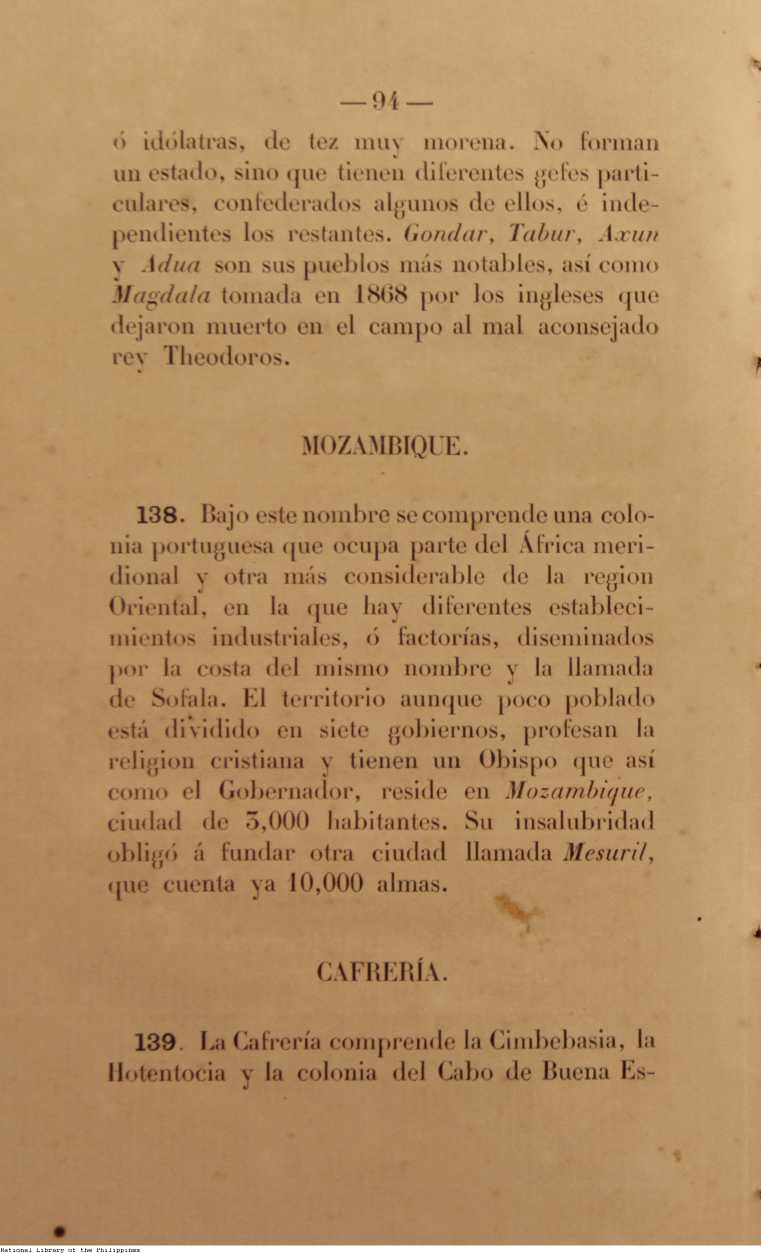 — 94 —
ó idólatras, de tez muy morena. No forman
un estado, sino que tienen diferentes gefes parti-
culares, confederados algunos de ellos, é inde-
pendientes los restantes. Gondar, Tabur, Axun
y Adua son sus pueblos más notables, así como
Magdala tomada en 1868 por los ingleses que
dejaron muerto en el campo al mal aconsejado
rey Theodoros.
MOZAMBIQUE.
138. Bajo este nombre se comprende una colo-
nia portuguesa que ocupa parte del África meri-
dional y otra más considerable de la region
Oriental, en la que hay diferentes estableci-
mientos industriales, ó factorías, diseminados
por la costa del mismo nombre y la llamada
de Sofala. El territorio aunque poco poblado
está dividido en siete gobiernos, profesan la
religion cristiana y tienen un Obispo que así
como el Gobernador, reside en Mozambique,
ciudad de 3,000 habitantes. Su insalubridad
obligó á fundar otra ciudad llamada Mesuril,
que cuenta ya 10,000 almas.
CAFRERÍA.
139. La Cafrería comprende la Cimbebasia, la
Hotentocia y la colonia del Cabo de Buena Es-
National Library of the Philippines